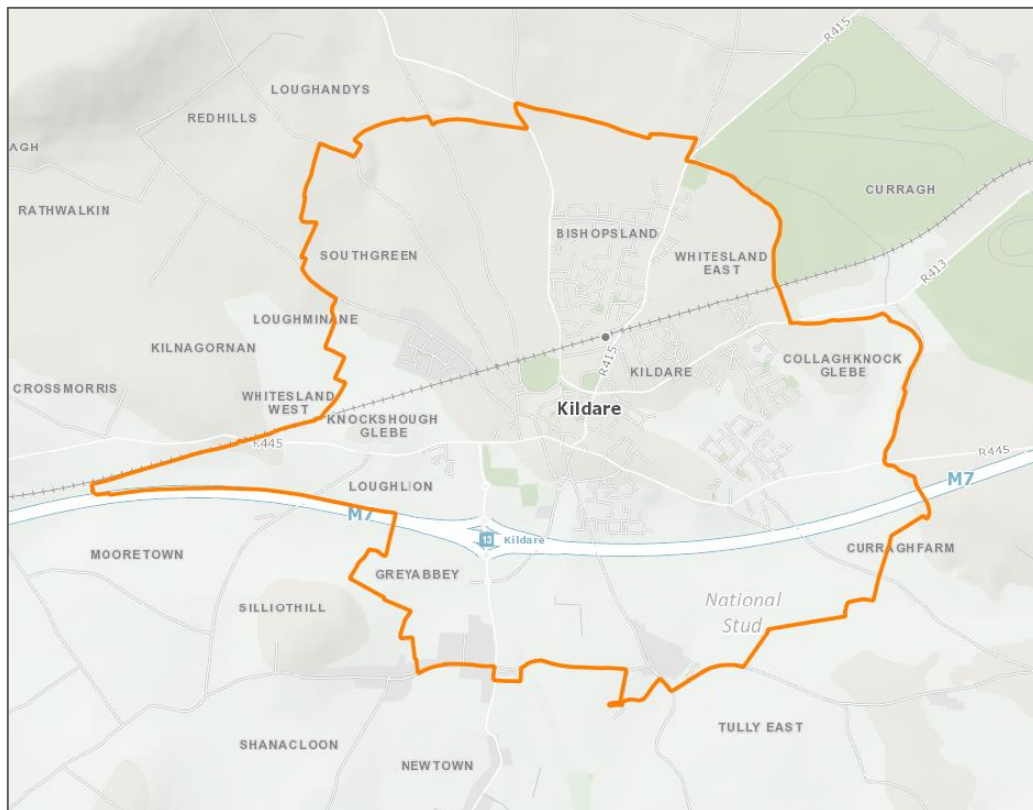 R415
LOUGHANDYS
REDHILLS
AGH
CURRAGH
RATHWALKIN
BISHOPSLAND
SOUTHGREEN
WHITESLAND
EAST
R413
LOUGHMINANE
KILNAGORNAN
R415
COLLAGHKNOCK
GLEBE
KILDARE
CROSSMORRIS
WHITESLAND
WEST
Kildare
KNOCKSHOUGH
GLEBE
R445
R445
LOUGHLION
M7
M7
13
Kildare
MOORETOWN
CURRAGHFARM
GREYABBEY
SILLIOTHILL
National
Stud
TULLY EAST
SHANACLOON
NEWTOWN